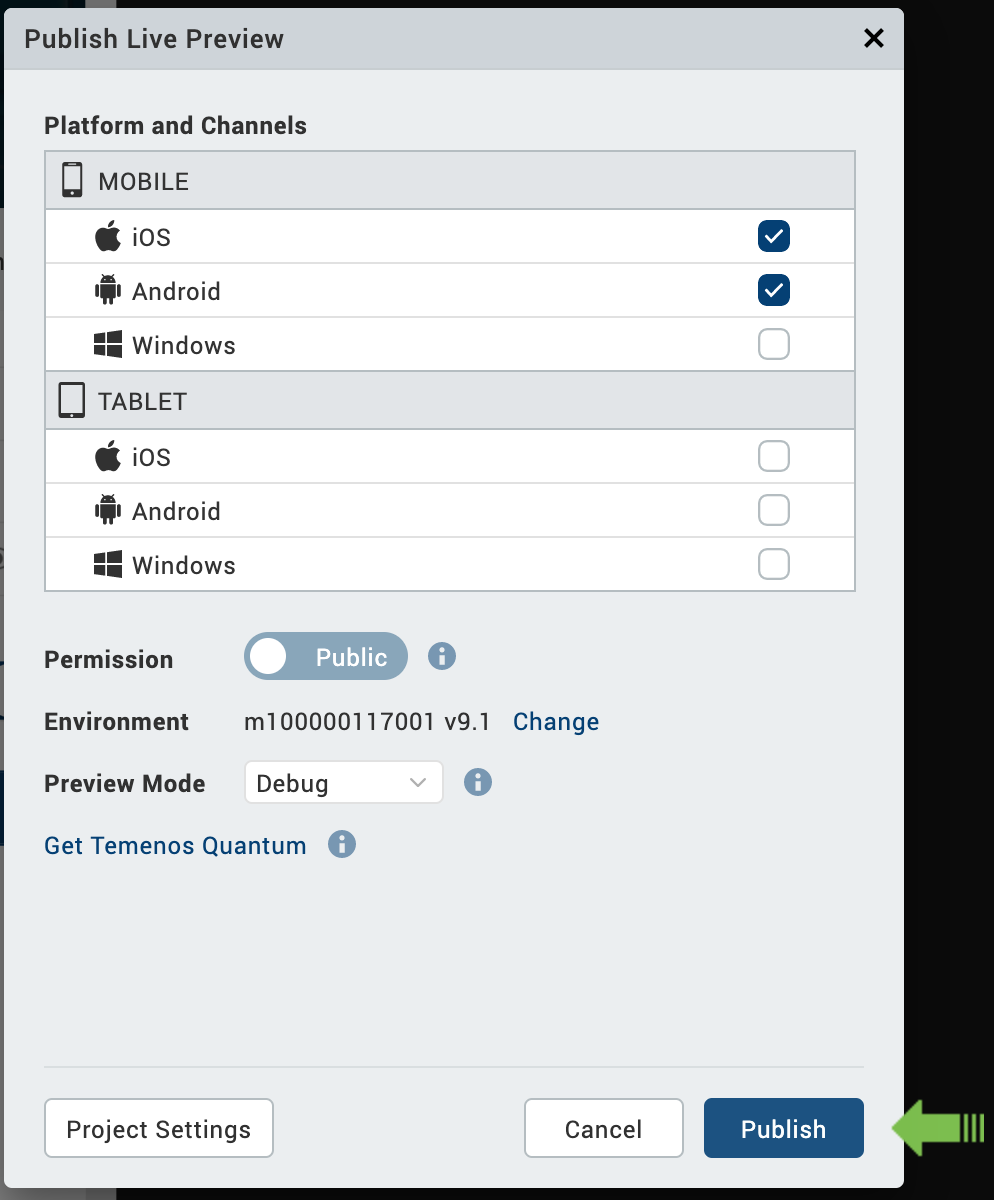 Publish Live Preview
Platform and Channels
MOBILE
iOS
Android
Windows
TABLET
iOS
Android
Windows
Permission Public
Environment m100000117001 v9.1 Change
Preview Mode Debug
Get Temenos Quantum
Project Settings Cancel Publish